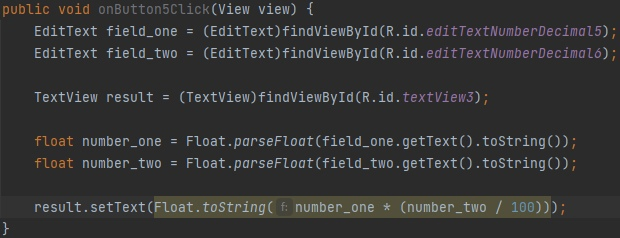 public void onButton5Click(View view) {
    EditText field_one = (EditText)findViewById(R.id.editTextNumberDecimal5);
    EditText field_two = (EditText)findViewById(R.id.editTextNumberDecimal6);

    TextView result = (TextView)findViewById(R.id.textView3);

    float number_one = Float.parseFloat(field_one.getText().toString());
    float number_two = Float.parseFloat(field_two.getText().toString());

    result.setText(Float.toString( f: number_one * (number_two / 100)));
}